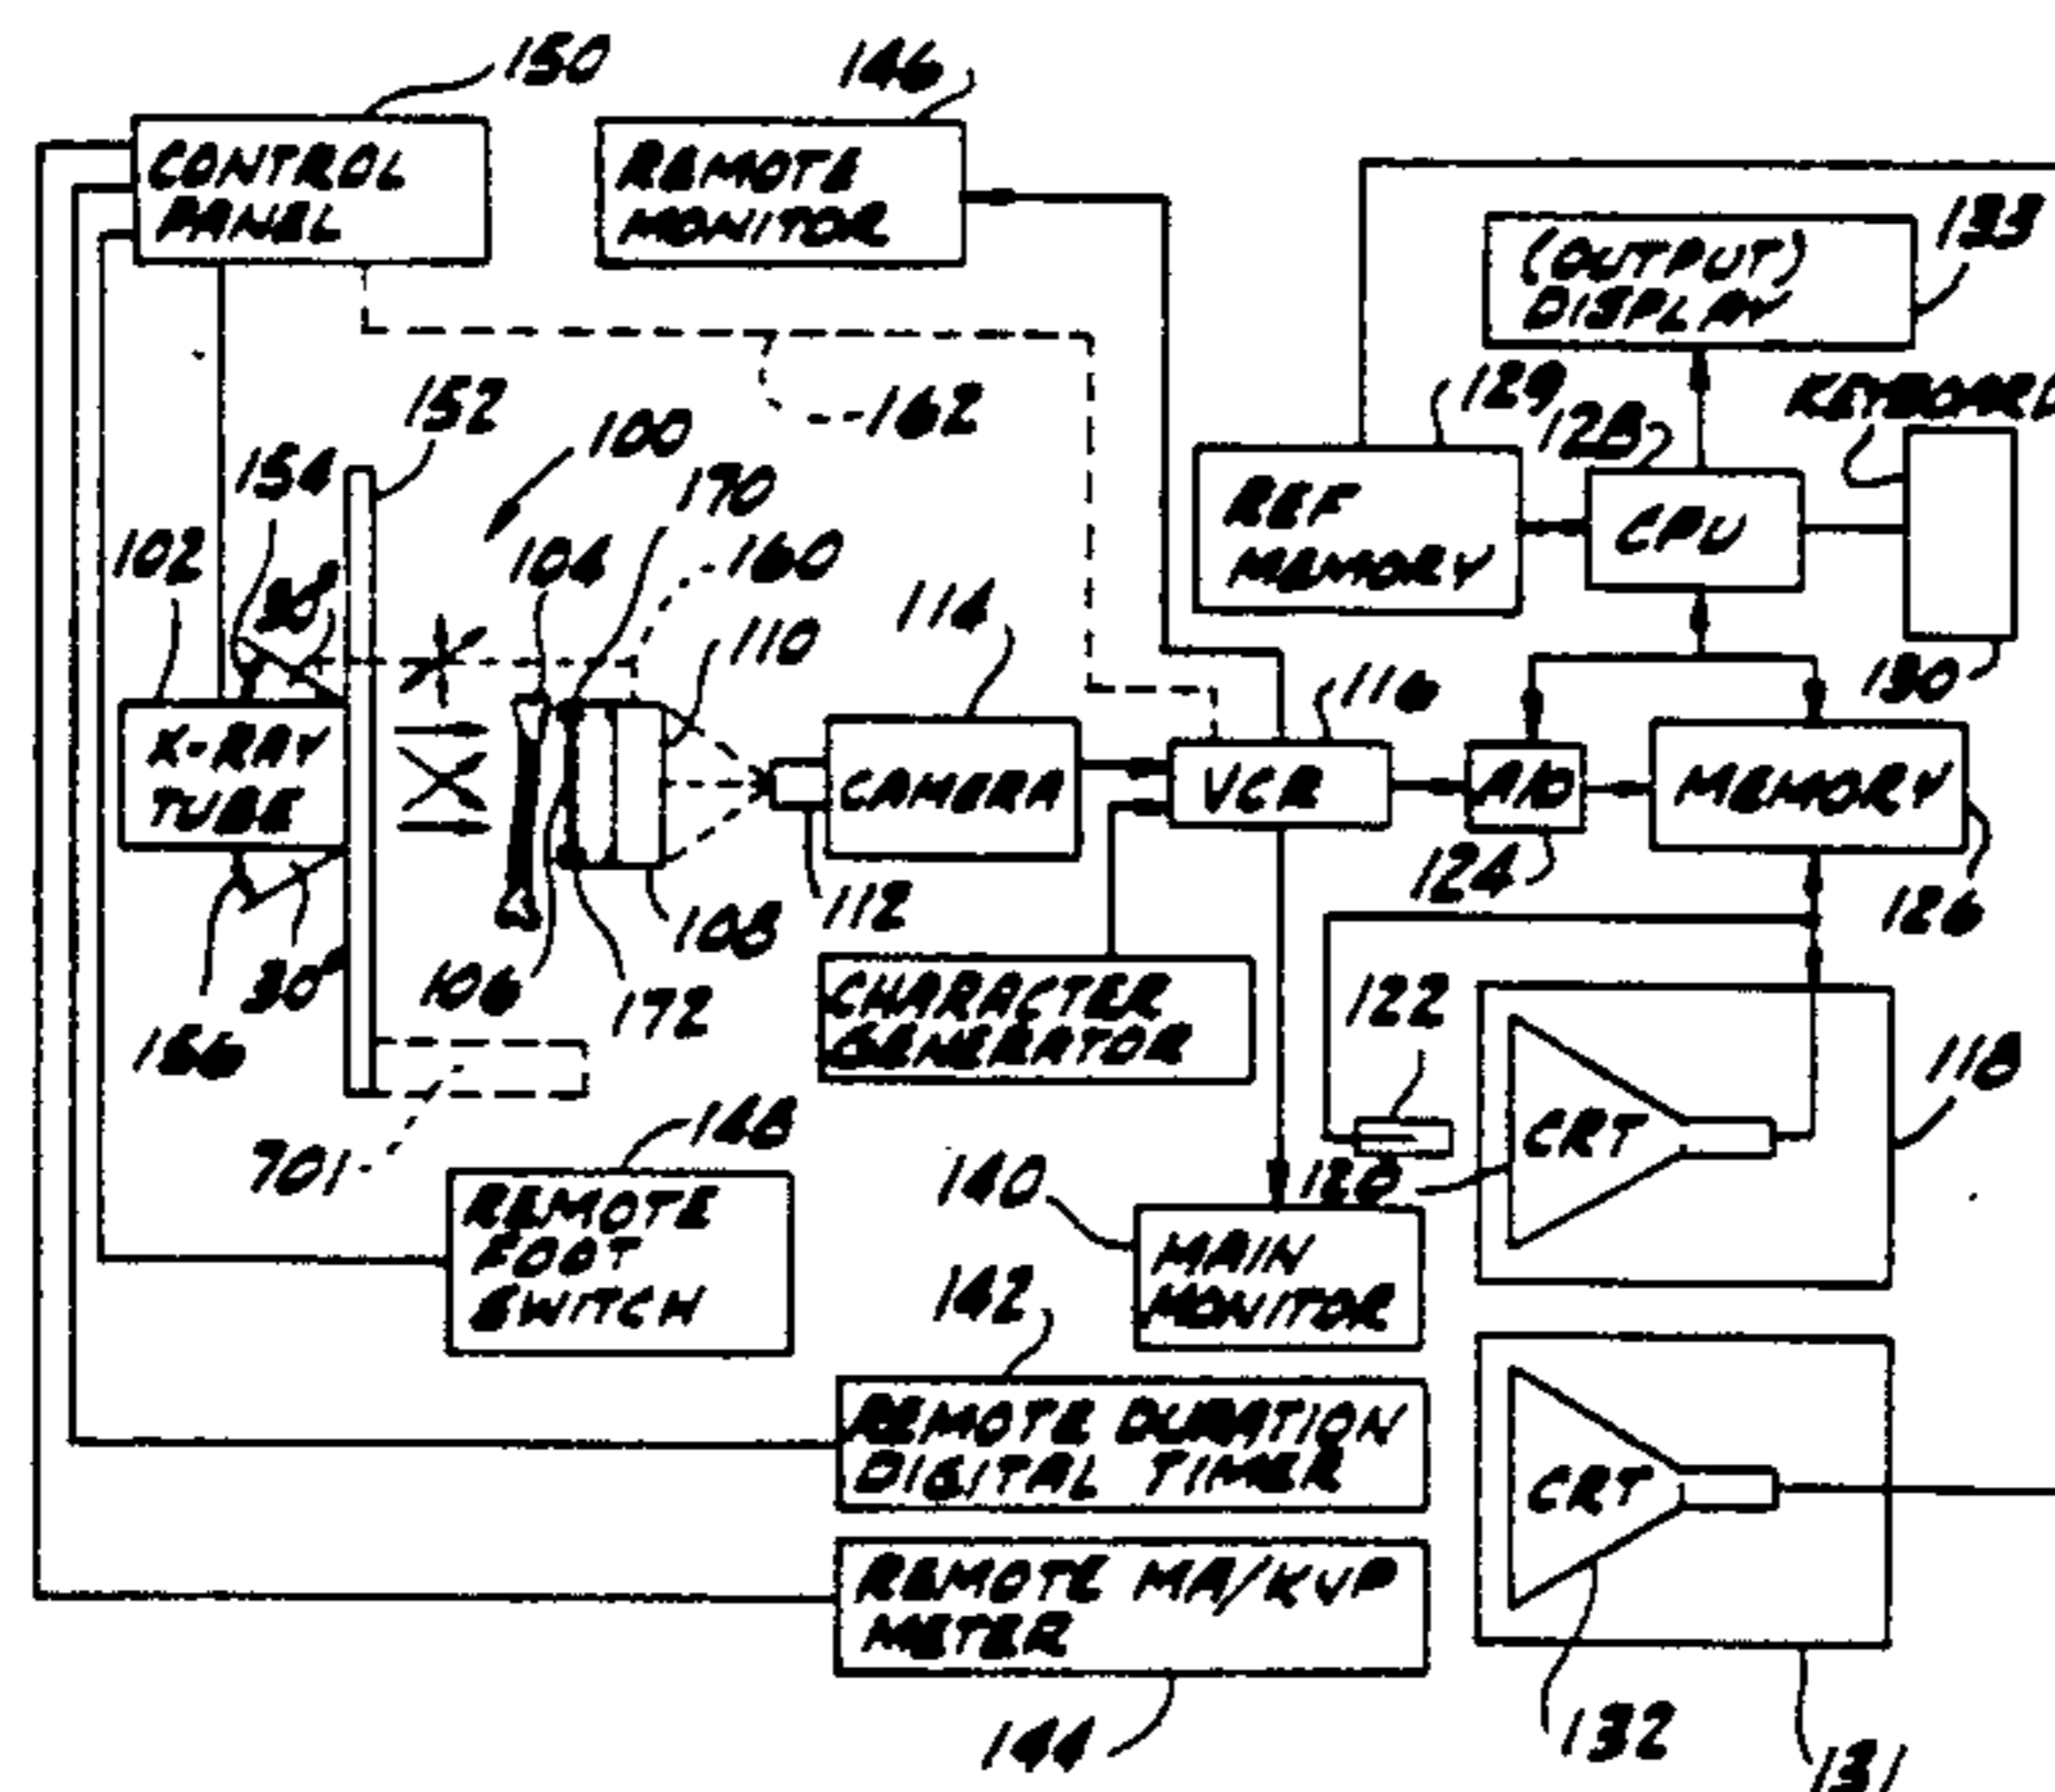 150
146
CONTROL
PANEL
REMOTE
MONITOR
133
(OUTPUT)
DISPLAY
152
100
162
129
128
KEYBOARD
154
170
102
30°
104
160
110
114
REF
MEMORY
CPU
116
130
X-RAY
TUBE
CAMERA
VCR
A/D
MEMORY
112
108
124
126
30°
106
172
156
CHARACTER
GENERATOR
122
118
CRT
701
148
140
120
REMOTE
FOOT
SWITCH
MAIN
MONITOR
142
REMOTE DURATION
DIGITAL TIMER
CRT
REMOTE MA/KVP
METER
144
132
131